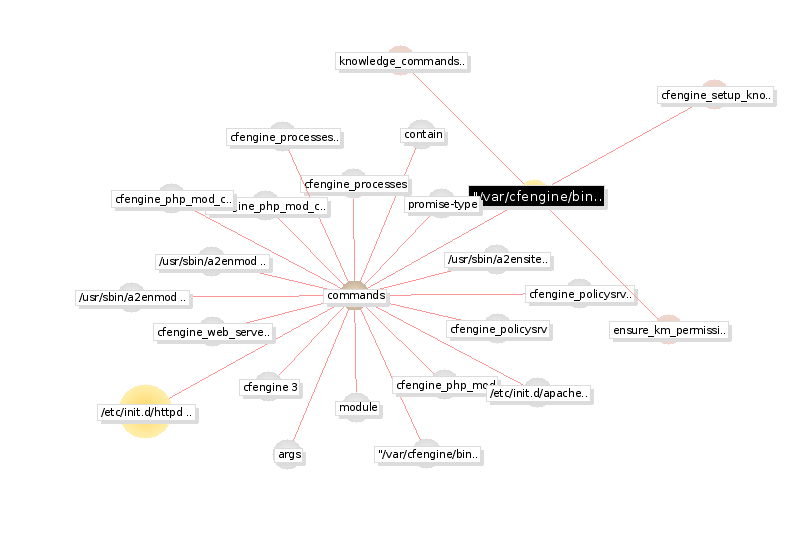 knowledge_commands..
cfengine_setup_kno..
contain
cfengine_processes..
cfengine_processes
"/var/cfengine/bin..
cfengine_php_mod_c..
gine_php_mod_c..
promise-type
/usr/sbin/a2enmod ..
/usr/sbin/a2ensite..
/usr/sbin/a2enmod ..
commands
cfengine_policysrv..
cfengine_web_serve..
cfengine_policysrv
ensure_km_permissi..
cfengine 3
cfengine_php_mod
/etc/init.d/apache..
/etc/init.d/httpd ..
module
args
"/var/cfengine/bin..